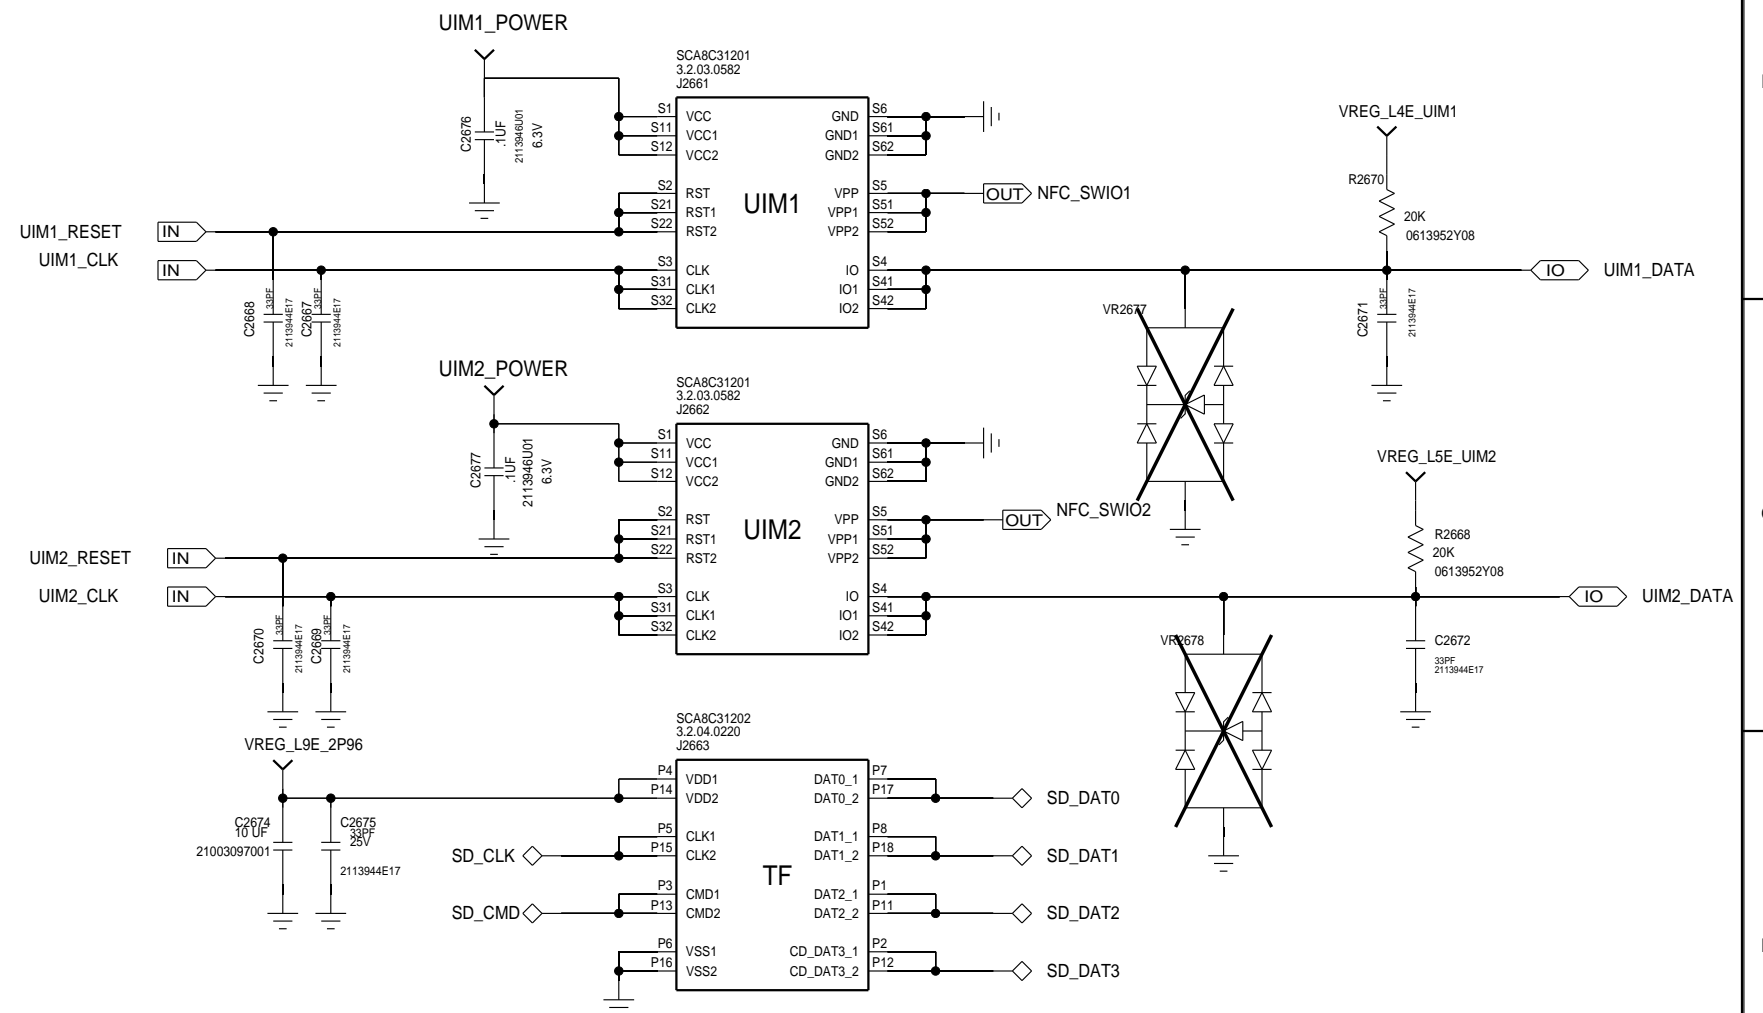 UIM1_POWER
C2676
.1UF
2113946U01
6.3V
SCA8C31201
3.2.03.0582
J2661
S1 VCC GND S6
S11 VCC1 GND1 S61
S12 VCC2 GND2 S62
S2 RST VPP S5
S21 RST1 VPP1 S51
S22 RST2 VPP2 S52
S3 CLK IO S4
S31 CLK1 IO1 S41
S32 CLK2 IO2 S42
UIM1
OUT NFC_SWIO1
UIM1_RESET IN
UIM1_CLK IN
C2668
33PF
2113944E17
C2667
33PF
2113944E17
VREG_L4E_UIM1
R2670
20K
0613952Y08
IO UIM1_DATA
VR2677
C2671
33PF
2113944E17
UIM2_POWER
C2677
.1UF
2113946U01
6.3V
SCA8C31201
3.2.03.0582
J2662
S1 VCC GND S6
S11 VCC1 GND1 S61
S12 VCC2 GND2 S62
S2 RST VPP S5
S21 RST1 VPP1 S51
S22 RST2 VPP2 S52
S3 CLK IO S4
S31 CLK1 IO1 S41
S32 CLK2 IO2 S42
UIM2
OUT NFC_SWIO2
UIM2_RESET IN
UIM2_CLK IN
C2670
33PF
2113944E17
C2669
33PF
2113944E17
VREG_L5E_UIM2
R2668
20K
0613952Y08
IO UIM2_DATA
VR2678
C2672
33PF
2113944E17
VREG_L9E_2P96
C2674
10 UF
21003097001
C2675
33PF
25V
2113944E17
SCA8C31202
3.2.04.0220
J2663
P4 VDD1 DAT0_1 P7
P14 VDD2 DAT0_2 P17
P5 CLK1 DAT1_1 P8
P15 CLK2 DAT1_2 P18
P3 CMD1 DAT2_1 P1
P13 CMD2 DAT2_2 P11
P6 VSS1 CD_DAT3_1 P2
P16 VSS2 CD_DAT3_2 P12
TF
SD_CLK
SD_CMD
SD_DAT0
SD_DAT1
SD_DAT2
SD_DAT3